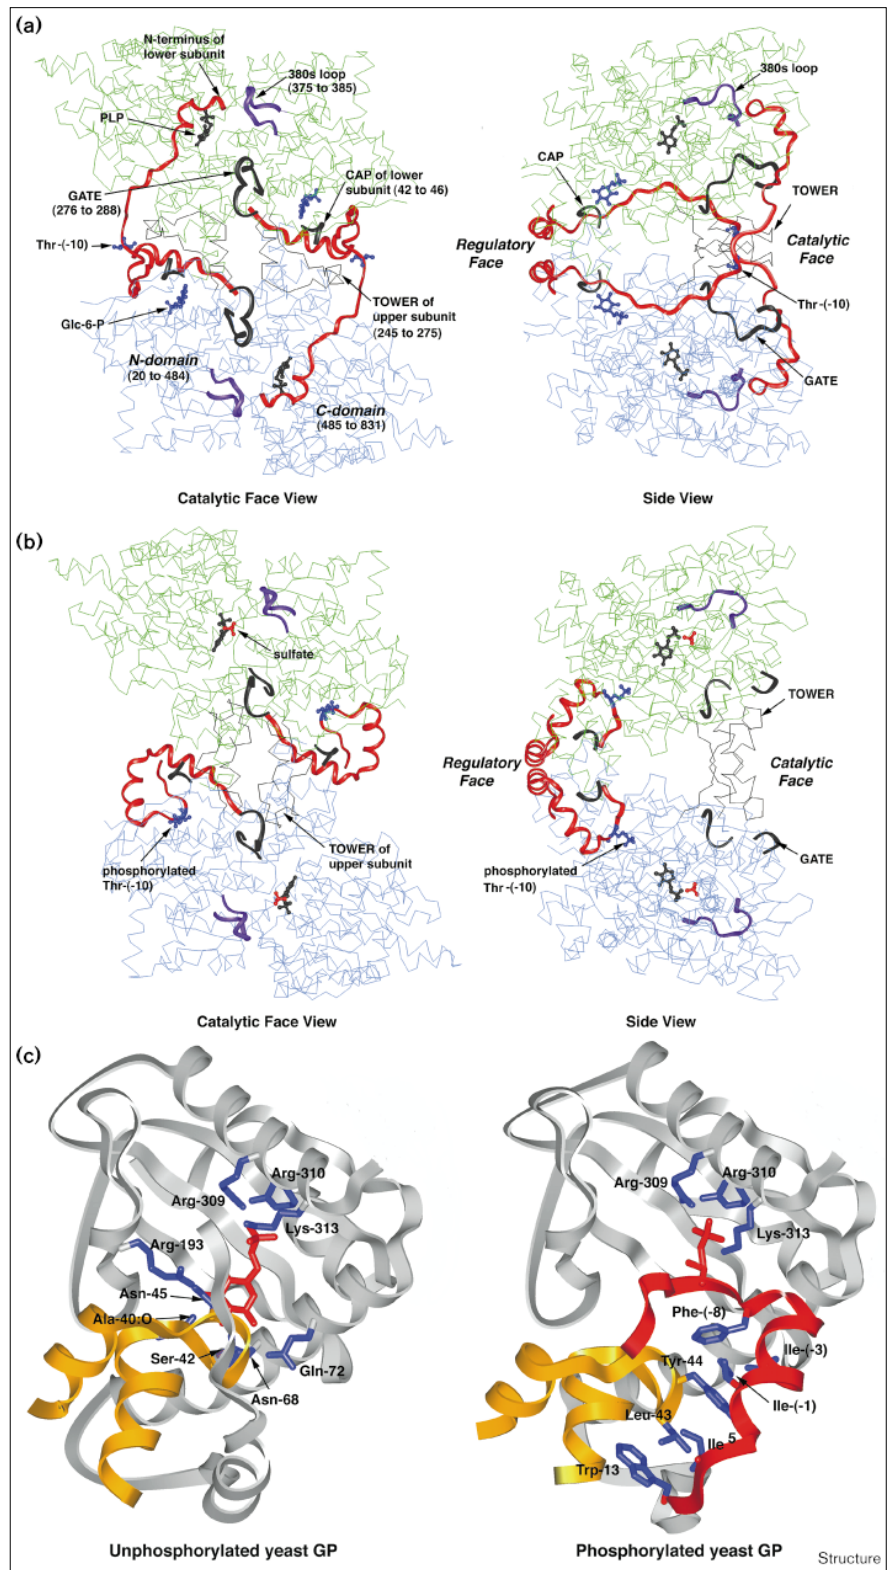 (a)
N-terminus of
lower subunit
380s loop
(375 to 385)
PLP
GATE
(276 to 288)
CAP of lower
subunit (42 to 46)
Thr-(-10)
Glc-6-P
TOWER of
upper subunit
(245 to 275)
N-domain
(20 to 484)
C-domain
(485 to 831)
Catalytic Face View
380s loop
CAP
TOWER
Regulatory
Face
Catalytic
Face
Thr-(-10)
GATE
Side View
(b)
sulfate
TOWER of
upper subunit
phosphorylated
Thr-(-10)
Catalytic Face View
TOWER
Regulatory
Face
Catalytic
Face
GATE
phosphorylated
Thr -(-10)
Side View
(c)
Arg-310
Arg-309
Lys-313
Arg-193
Asn-45
Ala-40:O
Ser-42
Gln-72
Asn-68
Unphosphorylated yeast GP
Arg-309
Arg-310
Lys-313
Phe-(-8)
Ile-(-3)
Tyr-44
Ile-(-1)
Leu-43
Ile 5
Trp-13
Phosphorylated yeast GP
Structure